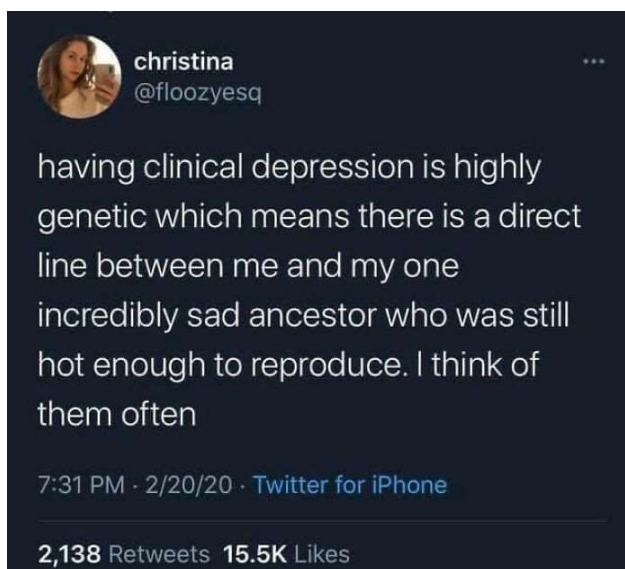 christina
@floozyesq
having clinical depression is highly
genetic which means there is a direct
line between me and my one
incredibly sad ancestor who was still
hot enough to reproduce. I think of
them often
7:31 PM · 2/20/20 · Twitter for iPhone
2,138 Retweets 15.5K Likes